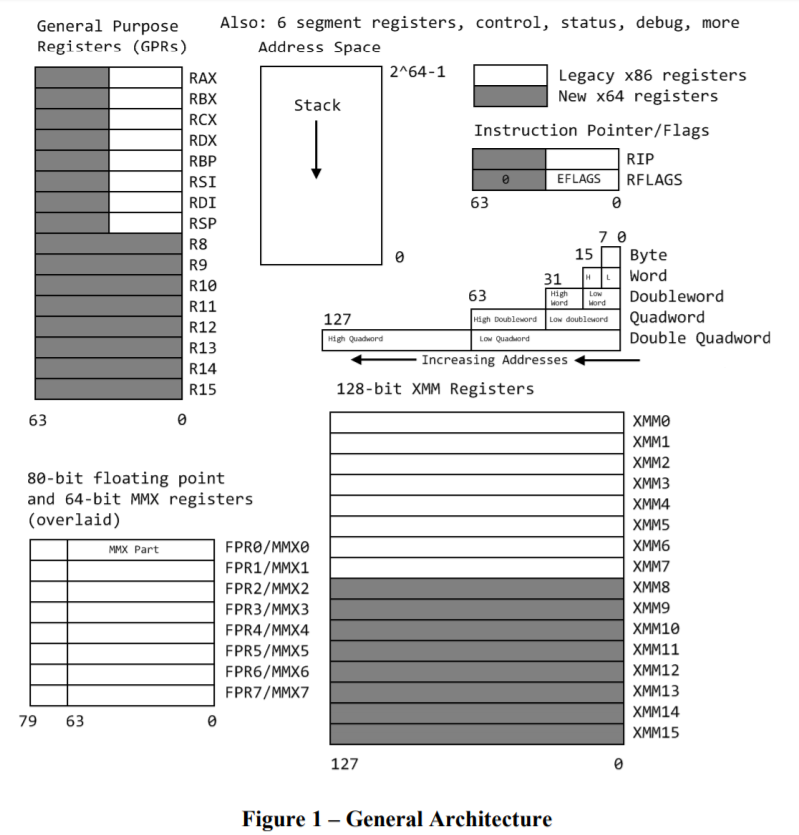 General Purpose
Registers (GPRs)
Also: 6 segment registers, control, status, debug, more
Address Space
RAX
RBX
RCX
RDX
RBP
RSI
RDI
RSP
R8
R9
R10
R11
R12
R13
R14
R15
63
0
2^64-1
Stack
0
Legacy x86 registers
New x64 registers
Instruction Pointer/Flags
RIP
0
EFLAGS
RFLAGS
63
0
7 0
Byte
15
H
L
Word
31
High
Word
Low
Word
Doubleword
63
High Doubleword
Low doubleword
Quadword
127
High Quadword
Low Quadword
Double Quadword
Increasing Addresses
128-bit XMM Registers
XMM0
XMM1
XMM2
XMM3
XMM4
XMM5
XMM6
XMM7
XMM8
XMM9
XMM10
XMM11
XMM12
XMM13
XMM14
XMM15
127
0
80-bit floating point
and 64-bit MMX registers
(overlaid)
MMX Part
FPR0/MMX0
FPR1/MMX1
FPR2/MMX2
FPR3/MMX3
FPR4/MMX4
FPR5/MMX5
FPR6/MMX6
FPR7/MMX7
79
63
0
Figure 1 – General Architecture